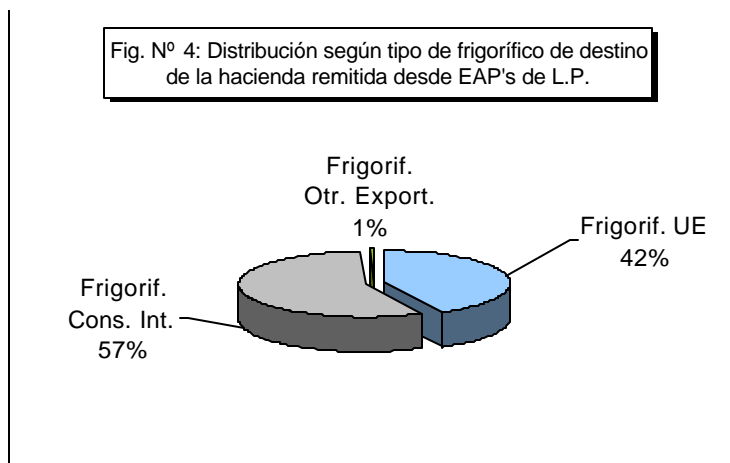 Fig. Nº 4: Distribución según tipo de frigorífico de destino
de la hacienda remitida desde EAP's de L.P.
Frigorif.
Otr. Export.
1%
Frigorif. UE
42%
Frigorif.
Cons. Int.
57%